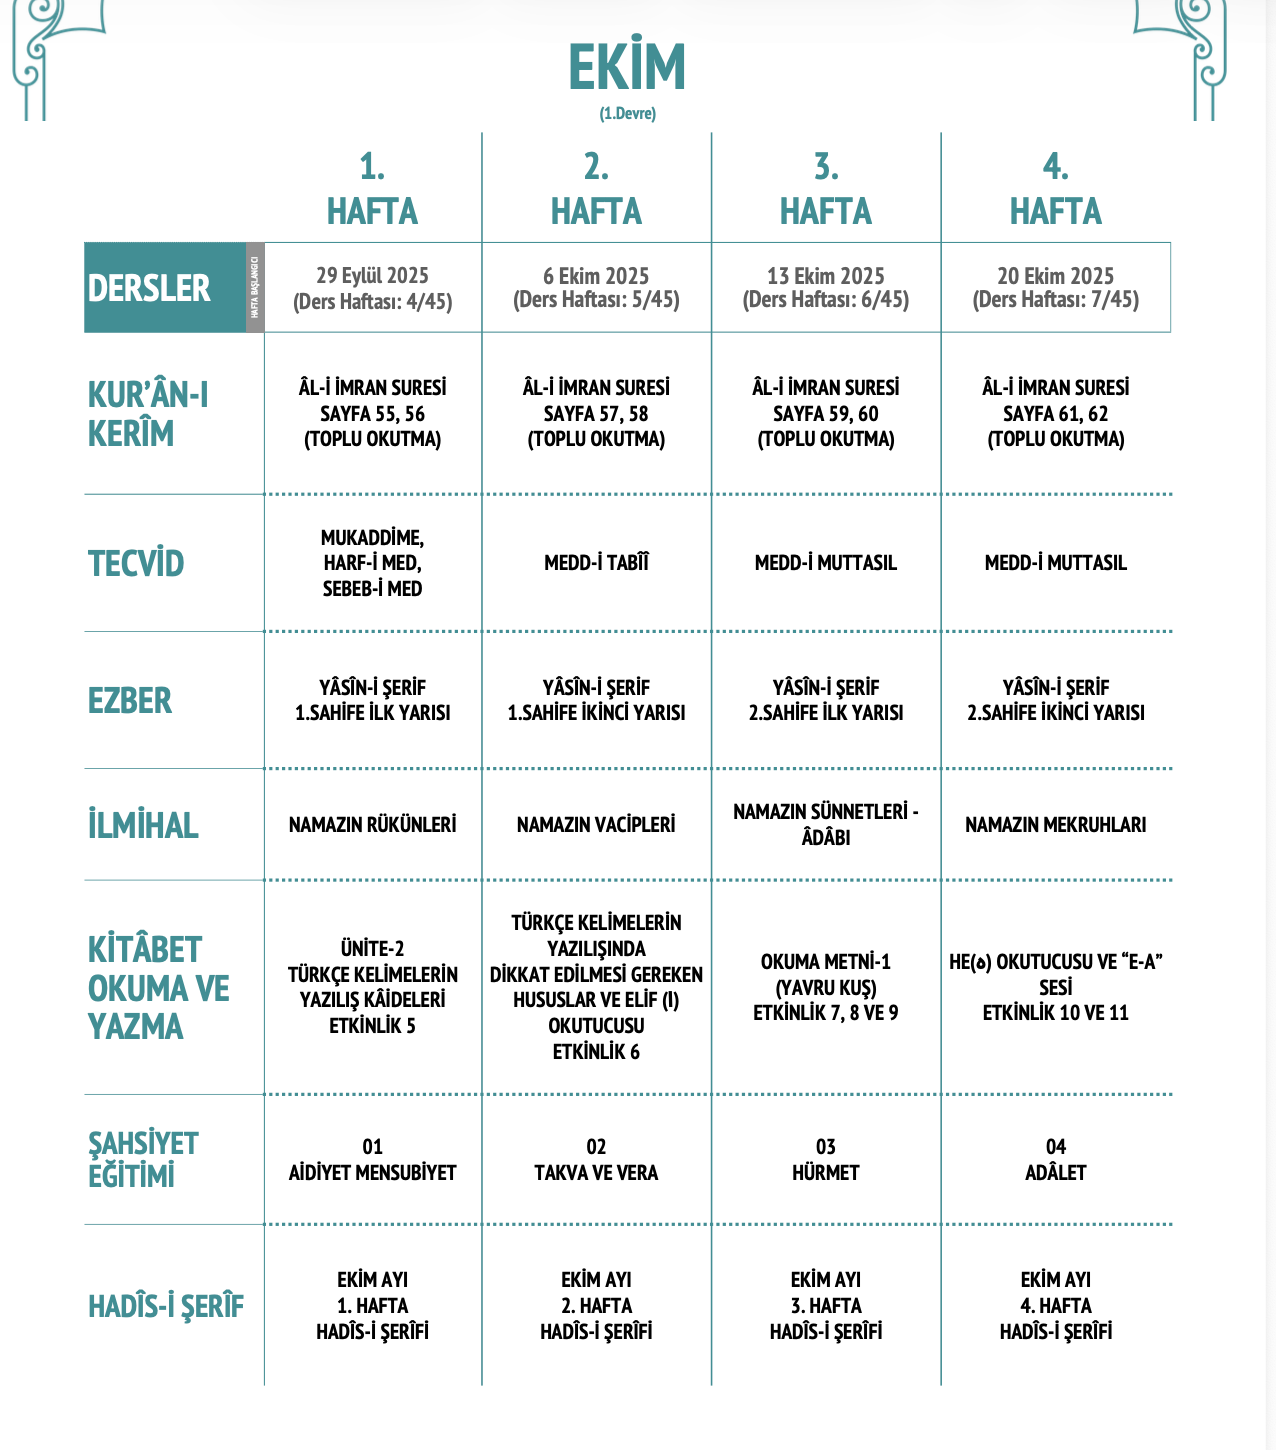 EKİM
(1.Devre)
1.
HAFTA
2.
HAFTA
3.
HAFTA
4.
HAFTA
DERSLER
HAFTA BAŞLANGICI
29 Eylül 2025
(Ders Haftası: 4/45)
6 Ekim 2025
(Ders Haftası: 5/45)
13 Ekim 2025
(Ders Haftası: 6/45)
20 Ekim 2025
(Ders Haftası: 7/45)
KUR’ÂN-I
KERÎM
ÂL-İ İMRAN SURESİ
SAYFA 55, 56
(TOPLU OKUTMA)
ÂL-İ İMRAN SURESİ
SAYFA 57, 58
(TOPLU OKUTMA)
ÂL-İ İMRAN SURESİ
SAYFA 59, 60
(TOPLU OKUTMA)
ÂL-İ İMRAN SURESİ
SAYFA 61, 62
(TOPLU OKUTMA)
TECVİD
MUKADDİME,
HARF-İ MED,
SEBEB-İ MED
MEDD-İ TABÎÎ
MEDD-İ MUTTASIL
MEDD-İ MUTTASIL
EZBER
YÂSÎN-İ ŞERİF
1.SAHİFE İLK YARISI
YÂSÎN-İ ŞERİF
1.SAHİFE İKİNCİ YARISI
YÂSÎN-İ ŞERİF
2.SAHİFE İLK YARISI
YÂSÎN-İ ŞERİF
2.SAHİFE İKİNCİ YARISI
İLMİHAL
NAMAZIN RÜKÜNLERİ
NAMAZIN VACİPLERİ
NAMAZIN SÜNNETLERİ -
ÂDÂBI
NAMAZIN MEKRUHLARI
KİTÂBET
OKUMA VE
YAZMA
ÜNİTE-2
TÜRKÇE KELİMELERİN
YAZILIŞ KÂİDELERİ
ETKİNLİK 5
TÜRKÇE KELİMELERİN
YAZILIŞINDA
DİKKAT EDİLMESİ GEREKEN
HUSUSLAR VE ELİF (ا)
OKUTUCUSU
ETKİNLİK 6
OKUMA METNİ-1
(YAVRU KUŞ)
ETKİNLİK 7, 8 VE 9
HE(ه) OKUTUCUSU VE “E-A”
SESİ
ETKİNLİK 10 VE 11
ŞAHSİYET
EĞİTİMİ
01
AİDİYET MENSUBİYET
02
TAKVA VE VERA
03
HÜRMET
04
ADÂLET
HADÎS-İ ŞERÎF
EKİM AYI
1. HAFTA
HADÎS-İ ŞERÎFİ
EKİM AYI
2. HAFTA
HADÎS-İ ŞERÎFİ
EKİM AYI
3. HAFTA
HADÎS-İ ŞERÎFİ
EKİM AYI
4. HAFTA
HADÎS-İ ŞERÎFİ